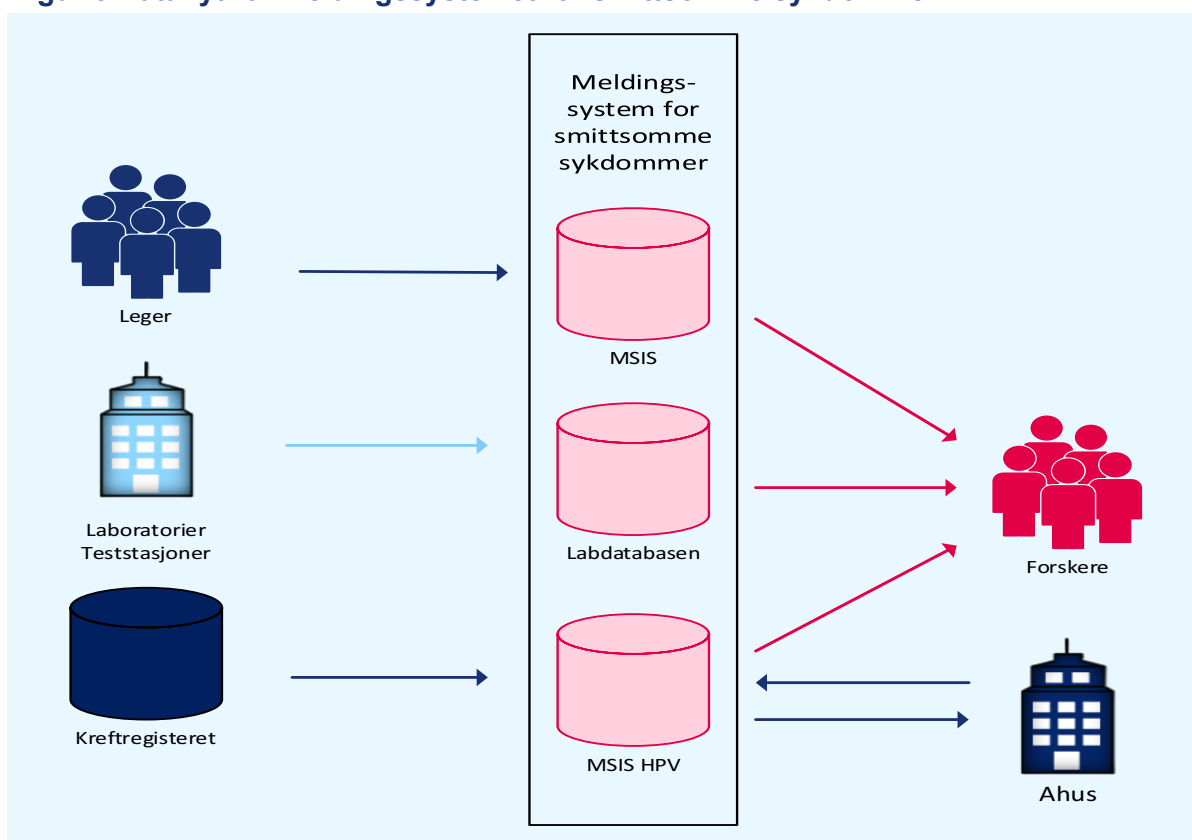 Meldings-
system for
smittsomme
sykdommer
Leger
MSIS
Laboratorier
Teststasjoner
Labdatabasen
Forskere
Kreftregisteret
MSIS HPV
Ahus